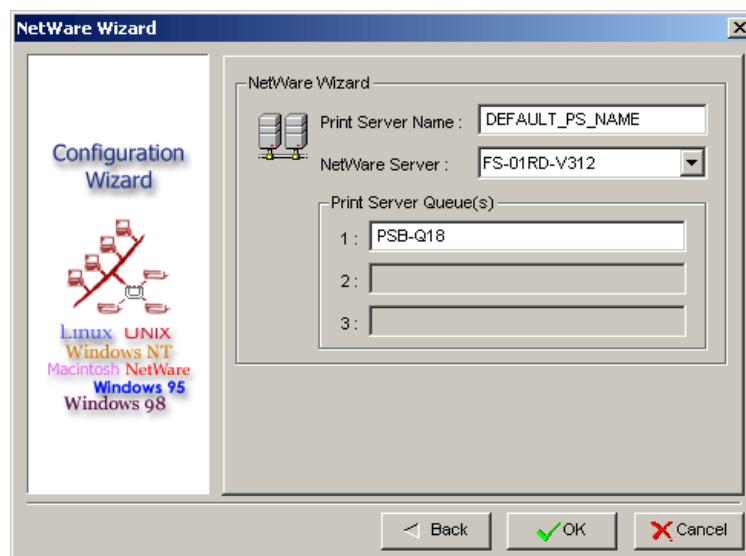 NetWare Wizard
Configuration
Wizard
Linux UNIX
Windows NT
Macintosh NetWare
Windows 95
Windows 98
NetWare Wizard
Print Server Name : DEFAULT_PS_NAME
NetWare Server : FS-01RD-V312
Print Server Queue(s)
1 : PSB-Q18
2 :
3 :
< Back OK Cancel